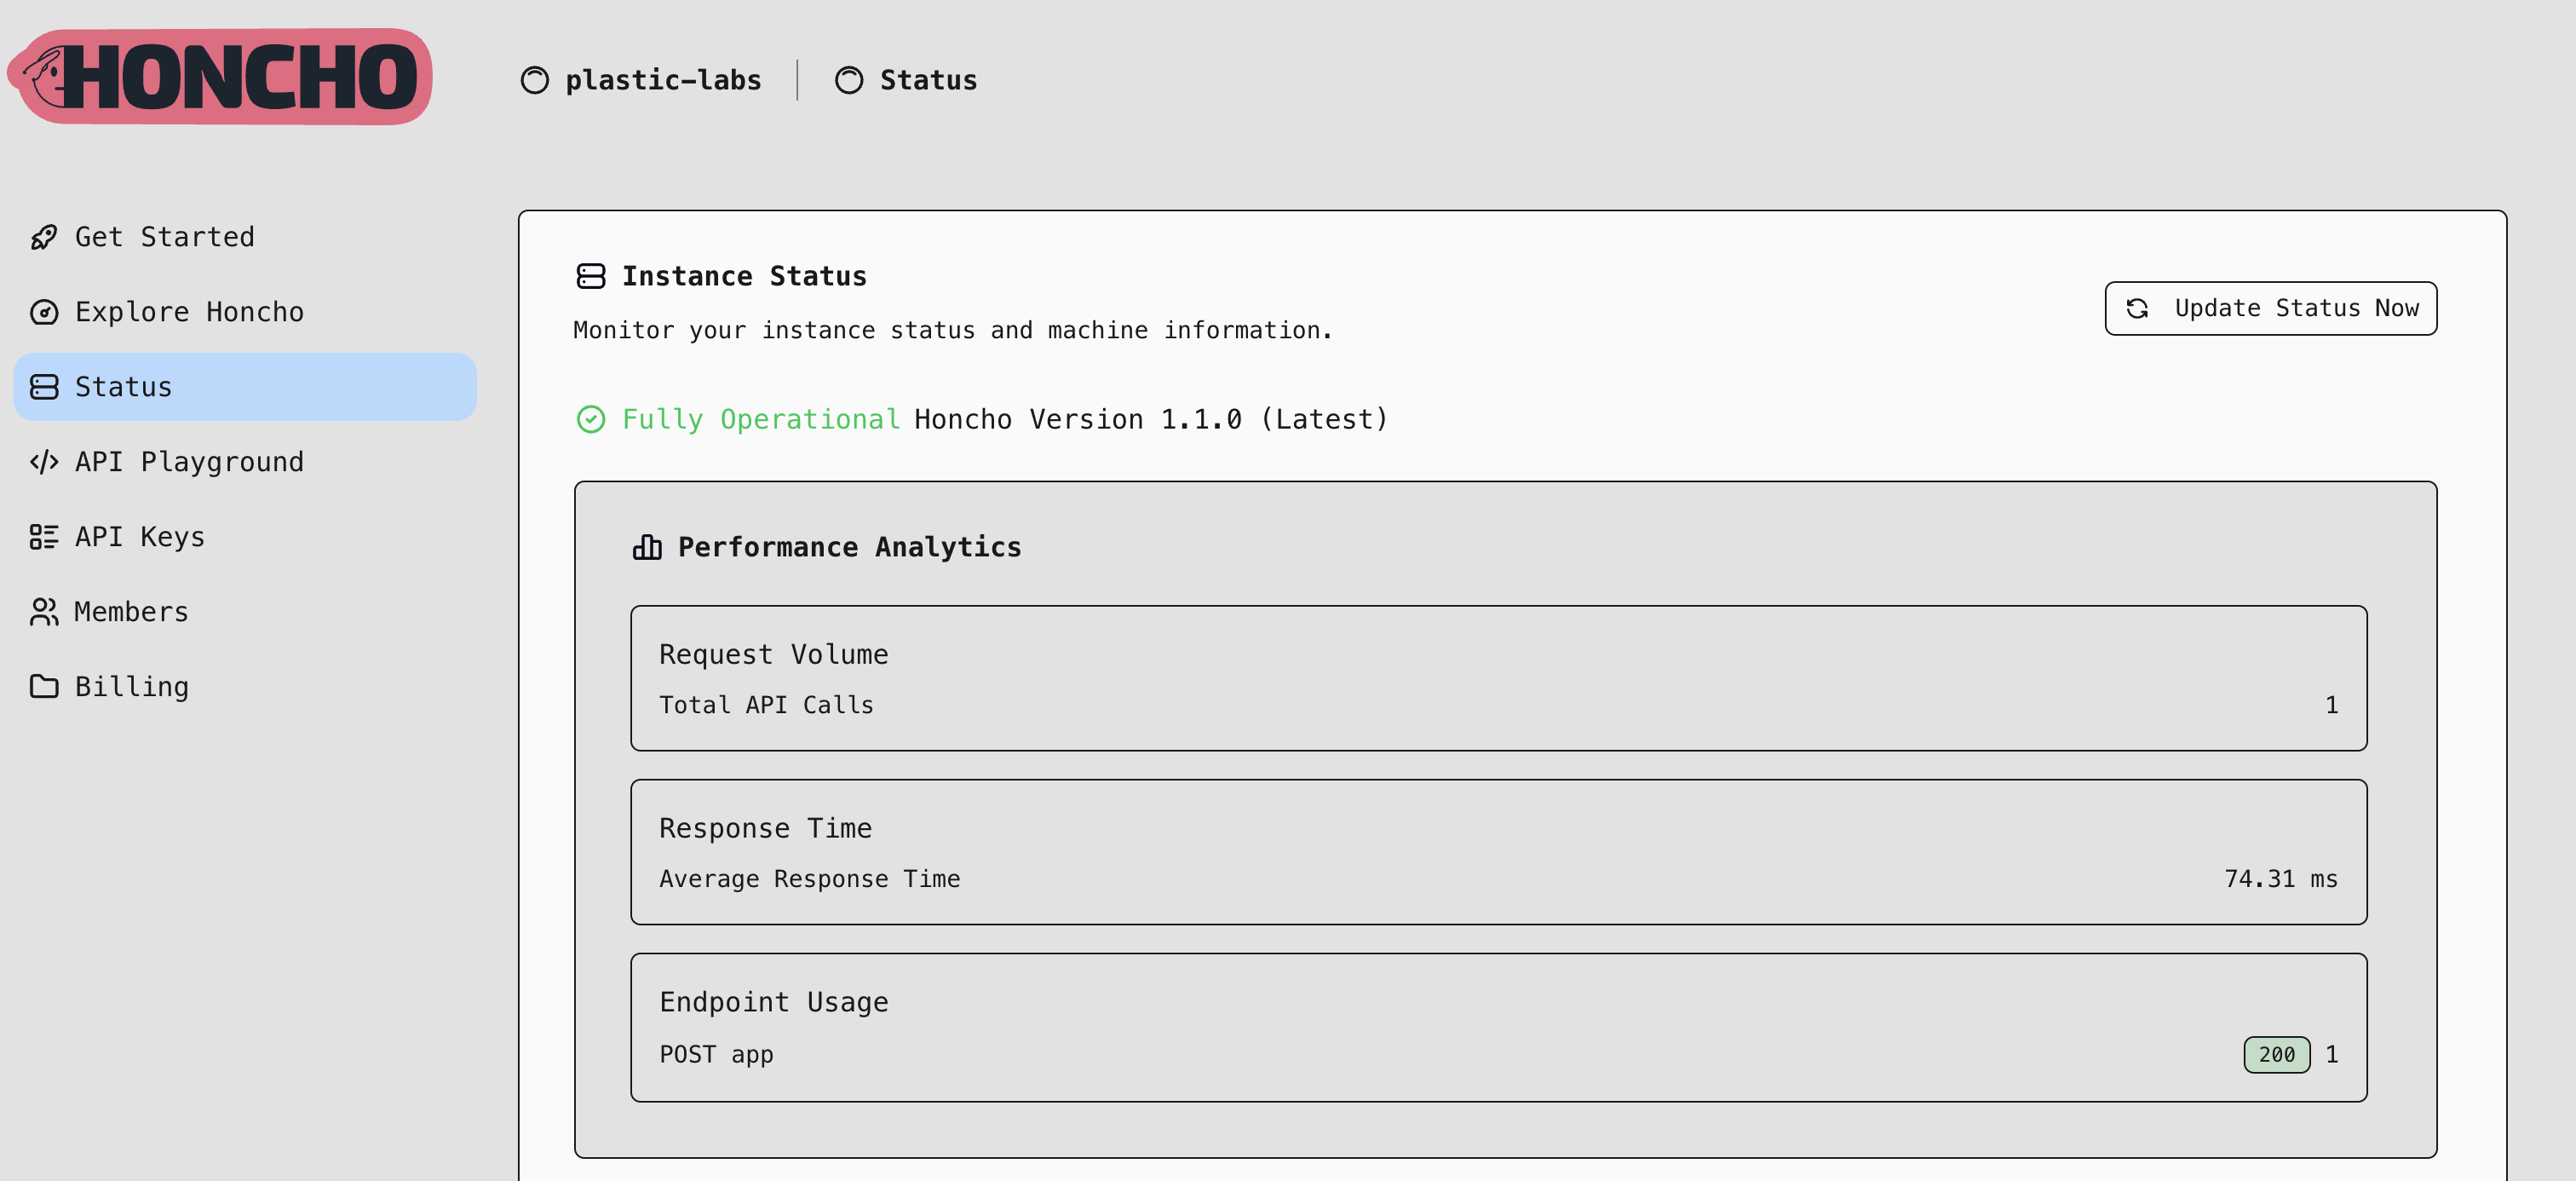 HONCHO
plastic-labs
Status
Get Started
Explore Honcho
Status
API Playground
API Keys
Members
Billing
Instance Status
Monitor your instance status and machine information.
Update Status Now
Fully Operational Honcho Version 1.1.0 (Latest)
Performance Analytics
Request Volume
Total API Calls 1
Response Time
Average Response Time 74.31 ms
Endpoint Usage
POST app 200 1